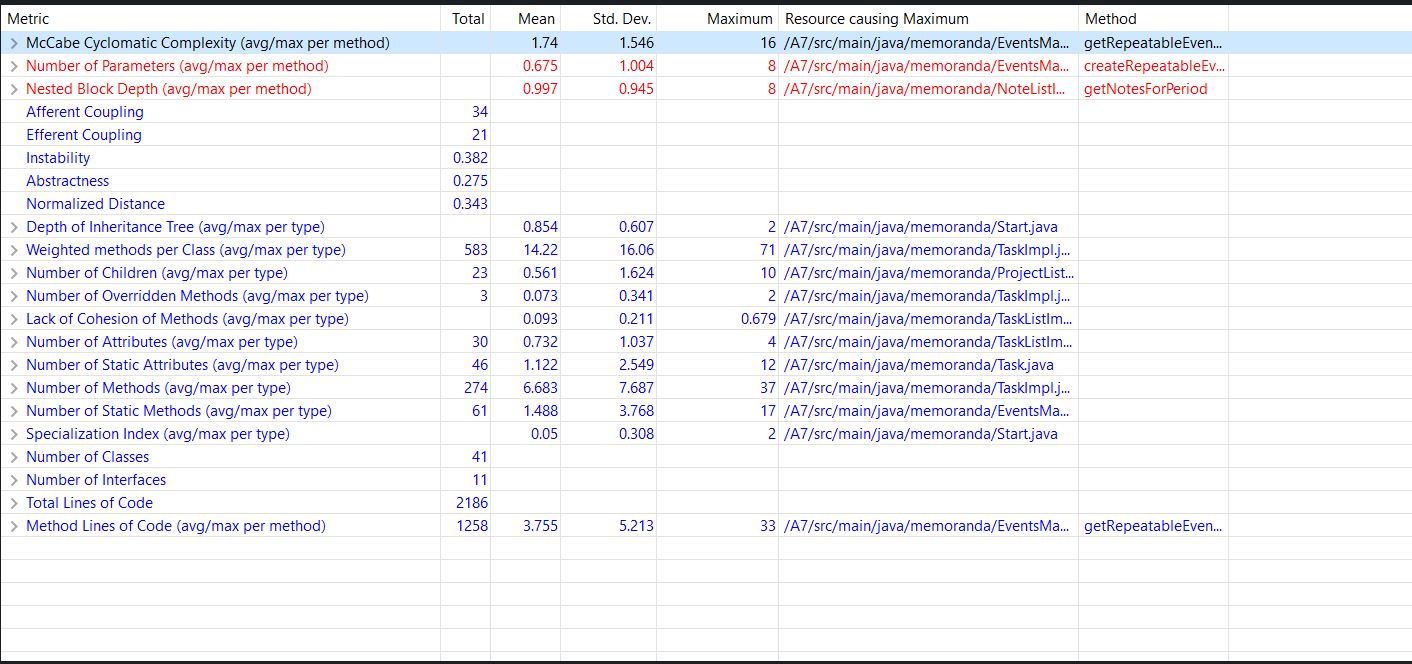 Metric Total Mean Std. Dev. Maximum Resource causing Maximum Method
McCabe Cyclomatic Complexity (avg/max per method) 1.74 1.546 16 /A7/src/main/java/memoranda/EventsMa... getRepeatableEven...
Number of Parameters (avg/max per method) 0.675 1.004 8 /A7/src/main/java/memoranda/EventsMa... createRepeatableEv...
Nested Block Depth (avg/max per method) 0.997 0.945 8 /A7/src/main/java/memoranda/NoteListI... getNotesForPeriod
Afferent Coupling 34
Efferent Coupling 21
Instability 0.382
Abstractness 0.275
Normalized Distance 0.343
Depth of Inheritance Tree (avg/max per type) 0.854 0.607 2 /A7/src/main/java/memoranda/Start.java
Weighted methods per Class (avg/max per type) 583 14.22 16.06 71 /A7/src/main/java/memoranda/TaskImpl.j...
Number of Children (avg/max per type) 23 0.561 1.624 10 /A7/src/main/java/memoranda/ProjectList...
Number of Overridden Methods (avg/max per type) 3 0.073 0.341 2 /A7/src/main/java/memoranda/TaskImpl.j...
Lack of Cohesion of Methods (avg/max per type) 0.093 0.211 0.679 /A7/src/main/java/memoranda/TaskListIm...
Number of Attributes (avg/max per type) 30 0.732 1.037 4 /A7/src/main/java/memoranda/TaskListIm...
Number of Static Attributes (avg/max per type) 46 1.122 2.549 12 /A7/src/main/java/memoranda/Task.java
Number of Methods (avg/max per type) 274 6.683 7.687 37 /A7/src/main/java/memoranda/TaskImpl.j...
Number of Static Methods (avg/max per type) 61 1.488 3.768 17 /A7/src/main/java/memoranda/EventsMa...
Specialization Index (avg/max per type) 0.05 0.308 2 /A7/src/main/java/memoranda/Start.java
Number of Classes 41
Number of Interfaces 11
Total Lines of Code 2186
Method Lines of Code (avg/max per method) 1258 3.755 5.213 33 /A7/src/main/java/memoranda/EventsMa... getRepeatableEven...